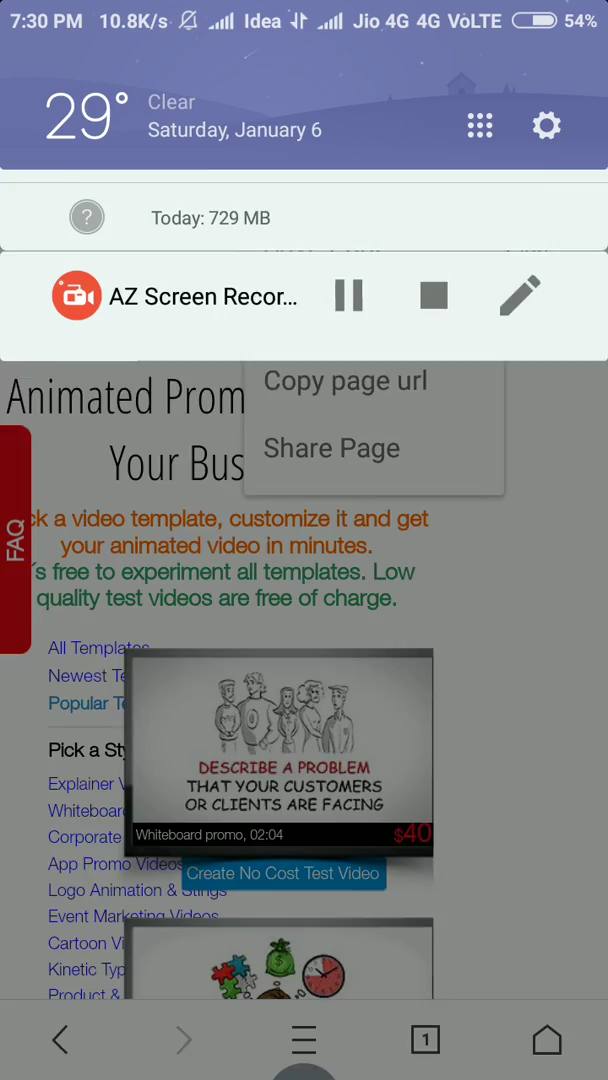 7:30 PM 10.8K/s Idea Jio 4G 4G VoLTE 54%
29° Clear
Saturday, January 6
? Today: 729 MB
AZ Screen Recor...
Copy page url
Share Page
Animated Prom
Your Bus
FAQ
ck a video template, customize it and get
your animated video in minutes.
´s free to experiment all templates. Low
quality test videos are free of charge.
All Templates
Newest Te
Popular Te
Pick a Sty
Explainer V
Whiteboard
Corporate
App Promo Videos
Logo Animation & Stings
Event Marketing Videos
Cartoon Vi
Kinetic Typ
Product &
DESCRIBE A PROBLEM
THAT YOUR CUSTOMERS
OR CLIENTS ARE FACING
Whiteboard promo, 02:04 $40
Create No Cost Test Video
1